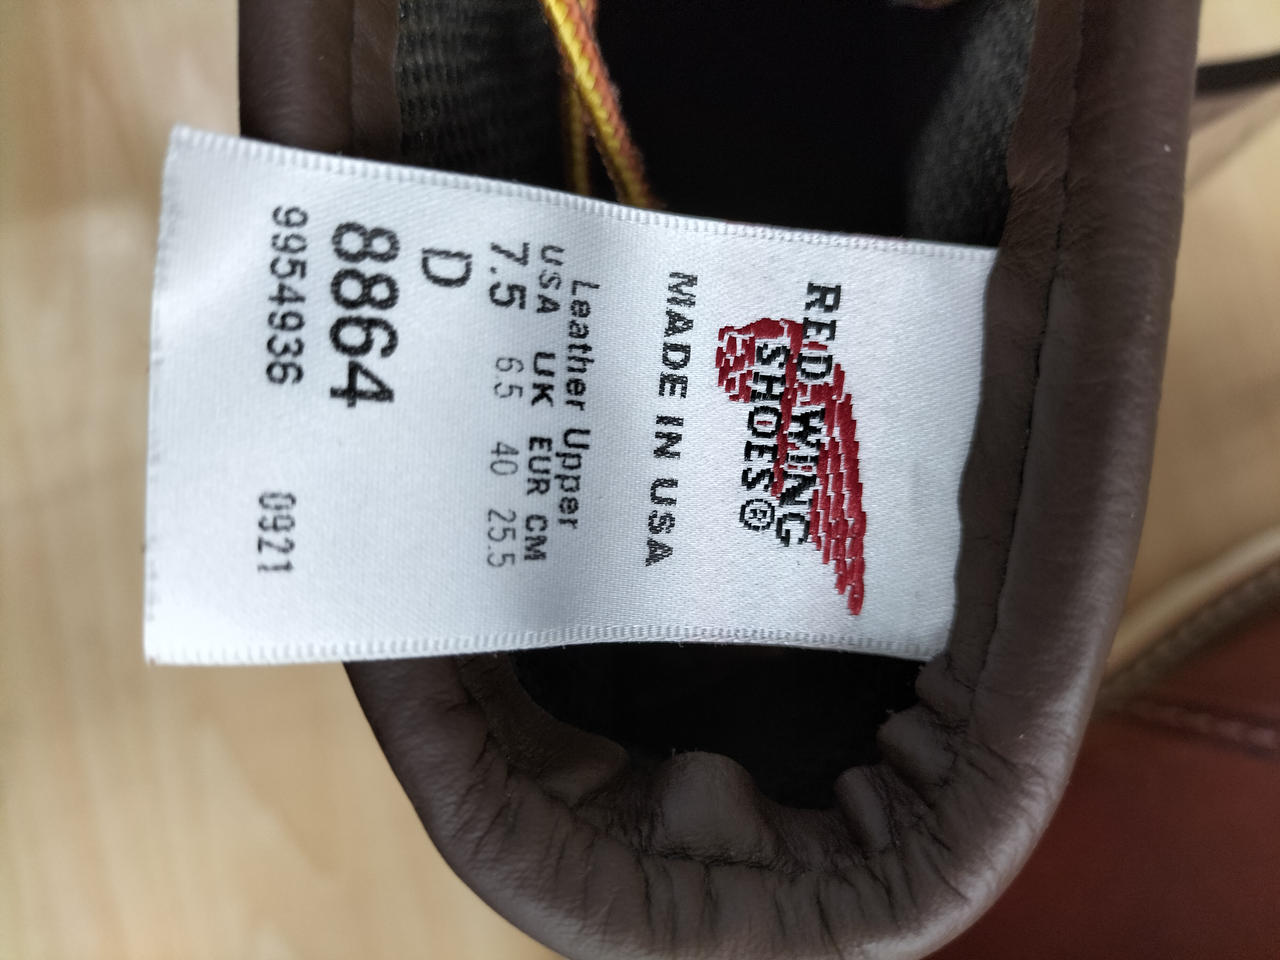 RED WING
SHOES®
MADE IN USA
Leather Upper
USA UK EUR CM
7.5 6.5 40 25.5
D
8864
9954936 0921